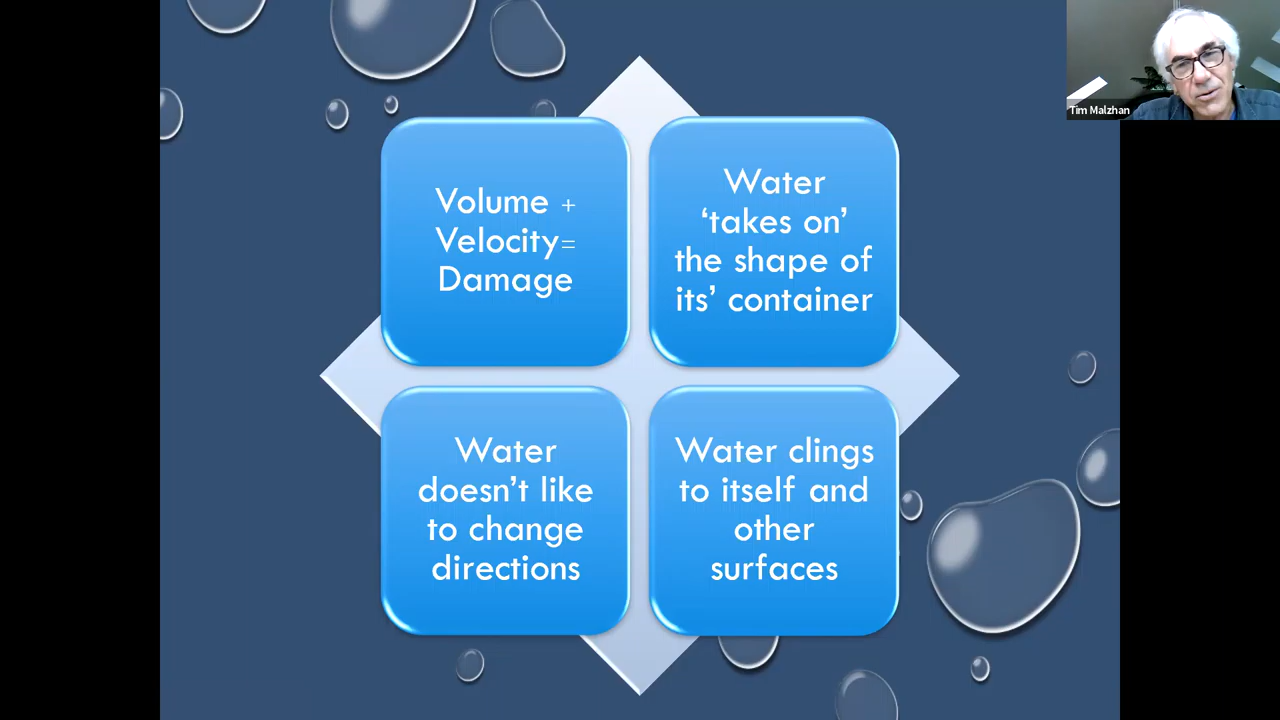 Volume +
Velocity=
Damage
Water
‘takes on’
the shape of
its’ container
Water
doesn’t like
to change
directions
Water clings
to itself and
other
surfaces
Tim Malzhan